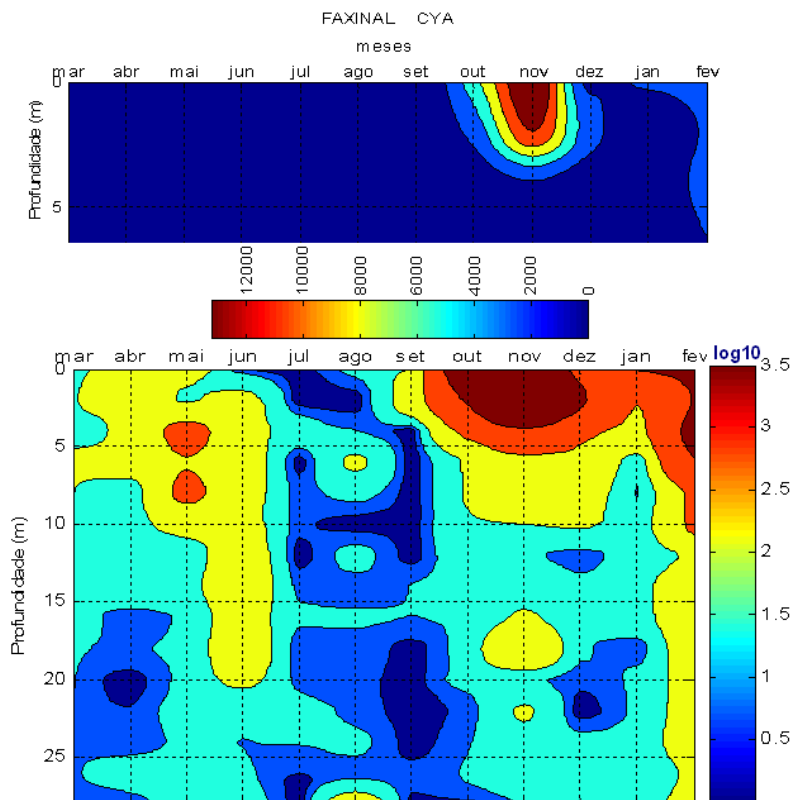 FAXINAL CYA
meses
mar abr mai jun jul ago set out nov dez jan fev
0
5
Profundidade (m)
12000 10000 8000 6000 4000 2000 0
mar abr mai jun jul ago set out nov dez jan fev log10
0
5
10
15
20
25
Profundidade (m)
3.5
3
2.5
2
1.5
1
0.5